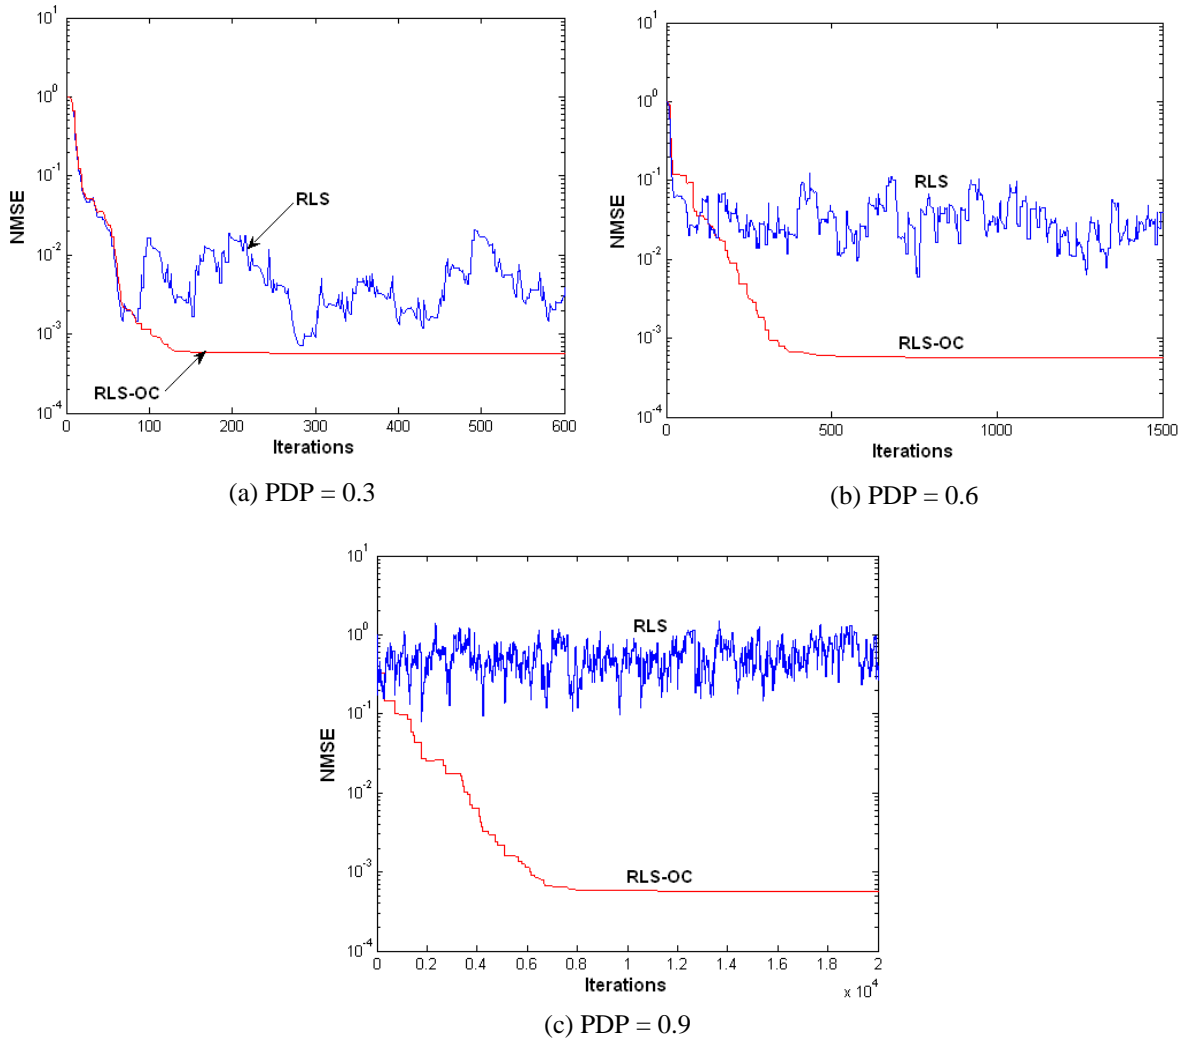 10^1
10^0
10^-1
10^-2
10^-3
10^-4
NMSE
RLS
RLS-OC
0 100 200 300 400 500 600
Iterations
(a) PDP = 0.3
10^1
10^0
10^-1
10^-2
10^-3
10^-4
NMSE
RLS
RLS-OC
0 500 1000 1500
Iterations
(b) PDP = 0.6
10^1
10^0
10^-1
10^-2
10^-3
10^-4
NMSE
RLS
RLS-OC
0 0.2 0.4 0.6 0.8 1 1.2 1.4 1.6 1.8 2
Iterations
x 10^4
(c) PDP = 0.9